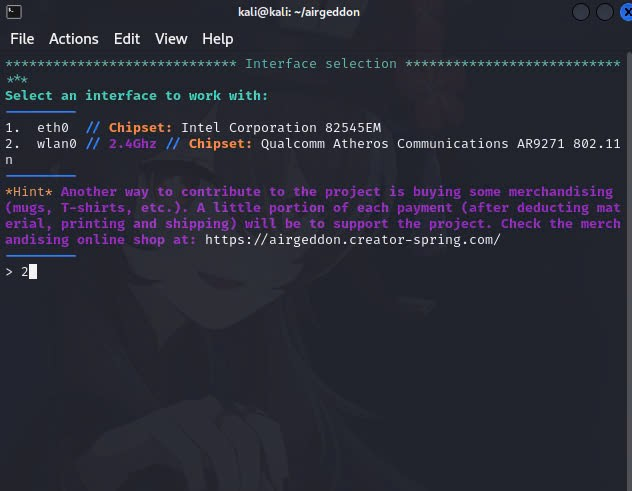 kali@kali: ~/airgeddon
File Actions Edit View Help
***************************** Interface selection ***************************
***
Select an interface to work with:
---------
1.  eth0  // Chipset: Intel Corporation 82545EM
2.  wlan0 // 2.4Ghz // Chipset: Qualcomm Atheros Communications AR9271 802.11
n
---------
*Hint* Another way to contribute to the project is buying some merchandising
(mugs, T-shirts, etc.). A little portion of each payment (after deducting mat
erial, printing and shipping) will be to support the project. Check the merch
andising online shop at: https://airgeddon.creator-spring.com/
---------
> 2